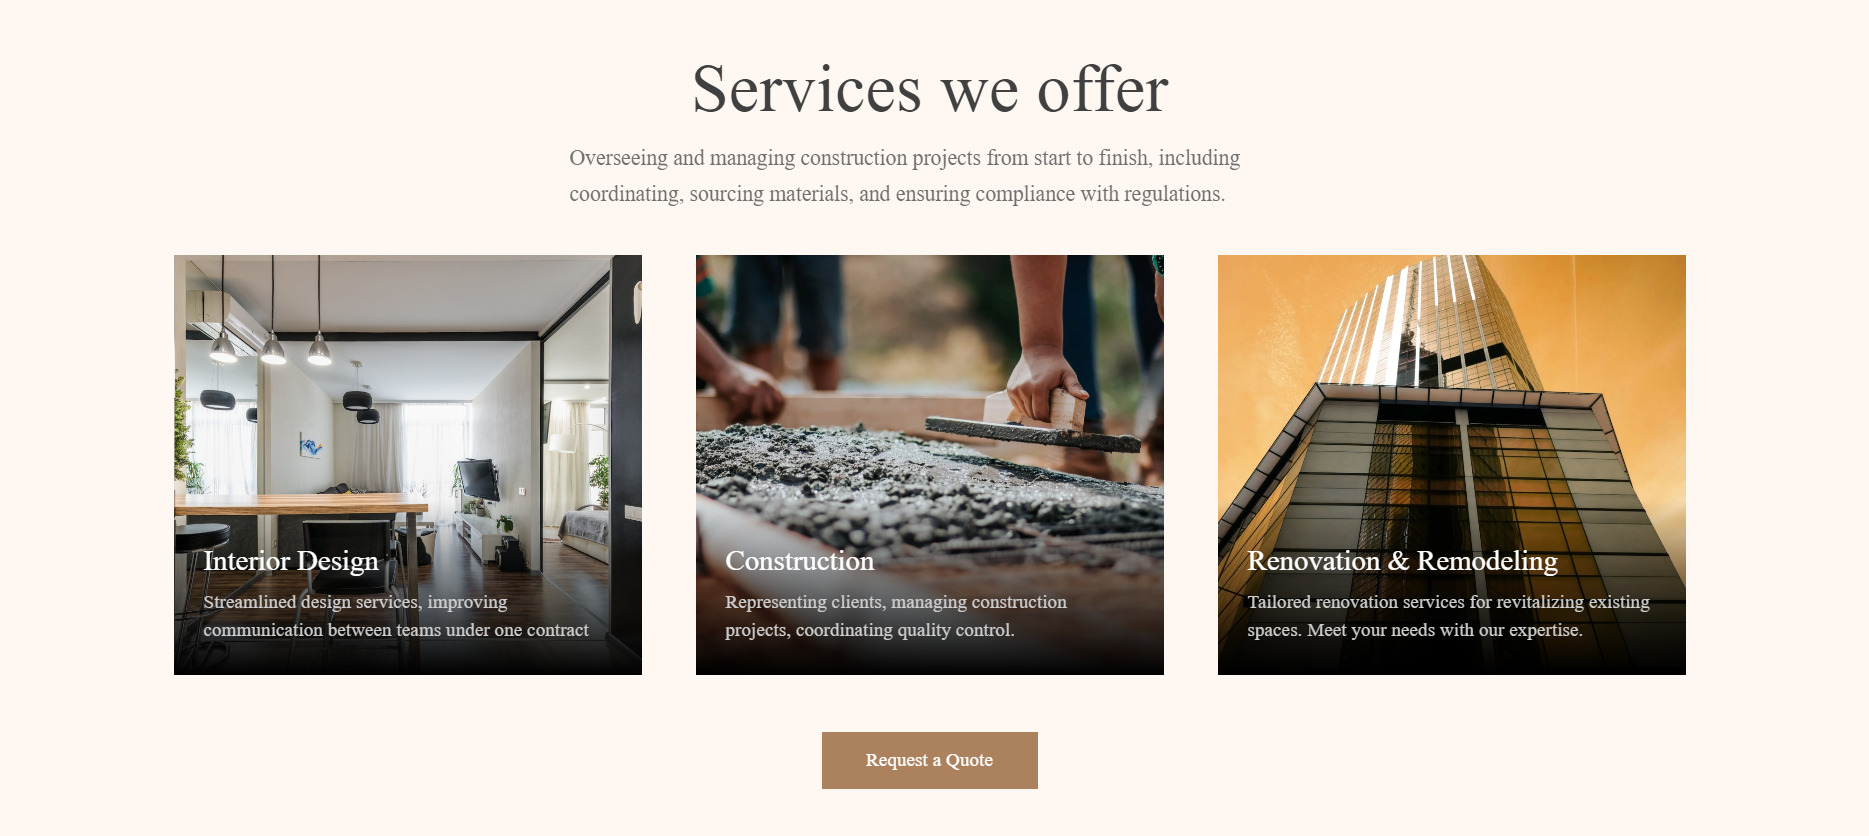 Services we offer
Overseeing and managing construction projects from start to finish, including
coordinating, sourcing materials, and ensuring compliance with regulations.
Interior Design
Streamlined design services, improving
communication between teams under one contract
Construction
Representing clients, managing construction
projects, coordinating quality control.
Renovation & Remodeling
Tailored renovation services for revitalizing existing
spaces. Meet your needs with our expertise.
Request a Quote